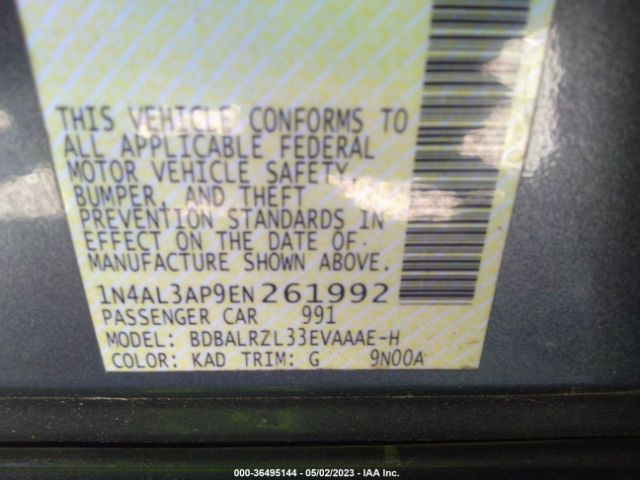 THIS VEHICLE CONFORMS TO
ALL APPLICABLE FEDERAL
MOTOR VEHICLE SAFETY,
BUMPER, AND THEFT
PREVENTION STANDARDS IN
EFFECT ON THE DATE OF
MANUFACTURE SHOWN ABOVE.
1N4AL3AP9EN261992
PASSENGER CAR 991
MODEL: BDBALRZL33EVAAAE-H
COLOR: KAD TRIM: G 9N00A
000-36495144 - 05/02/2023 - IAA Inc.